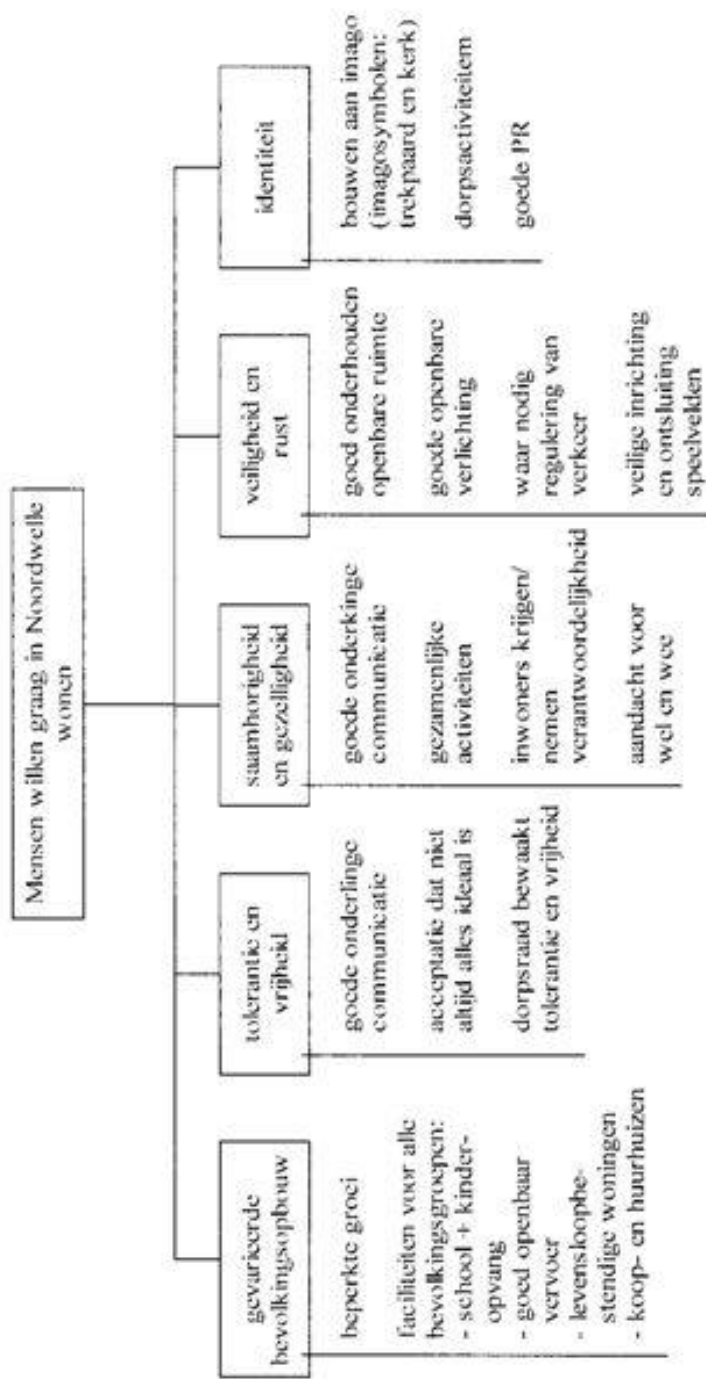 Mensen willen graag in Noordwelle
wonen
gevarieerde
bevolkingsopbouw
beperkte groei
faciliteiten voor alle
bevolkingsgroepen:
- school + kinder-
opvang
- goed openbaar
vervoer
- levensloopbe-
stendige woningen
- koop- en huurhuizen
tolerantie en
vrijheid
goede onderlinge
communicatie
acceptatie dat niet
altijd alles ideaal is
dorpsraad bewaakt
tolerantie en vrijheid
saamhorigheid
en gezelligheid
goede onderkinge
communicatie
gezamenlijke
activiteiten
inwoners krijgen/
nemen
verantwoordelijkheid
aandacht voor
wel en wee
veiligheid en
rust
goed onderhouden
openbare ruimte
goede openbare
verlichting
waar nodig
regulering van
verkeer
veilige inrichting
en ontsluiting
speelvelden
identiteit
bouwen aan imago
(imagosymbolen:
trekpaard en kerk)
dorpsactiviteitem
goede PR